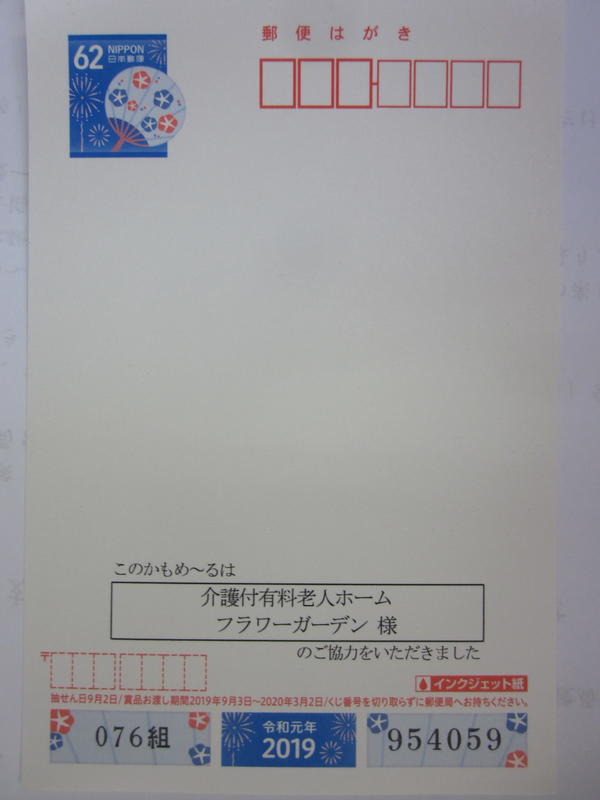 郵便はがき
62 NIPPON
日本郵便
このかもめ〜るは
介護付有料老人ホーム
フラワーガーデン 様
のご協力をいただきました
〒
インクジェット紙
抽せん日9月2日/賞品お渡し期間2019年9月3日〜2020年3月2日/くじ番号を切り取らずに郵便局へお持ちください。
076組
令和元年
2019
954059